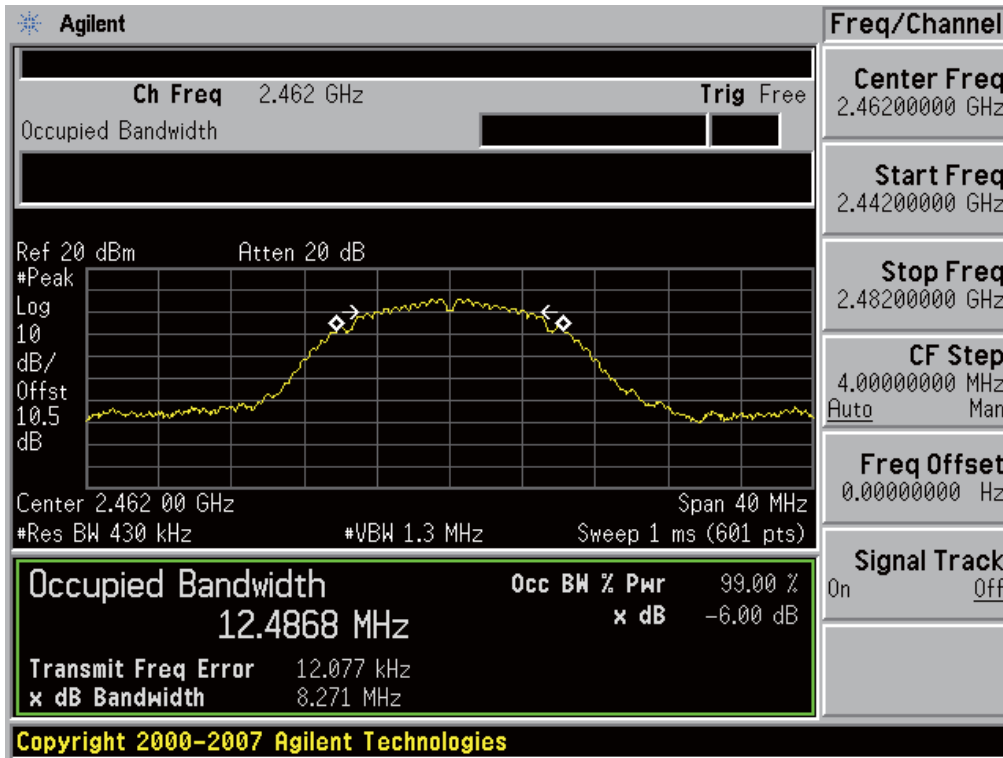 Agilent
Freq/Channel
Ch Freq 2.462 GHz Trig Free
Occupied Bandwidth
Center Freq
2.46200000 GHz
Start Freq
2.44200000 GHz
Stop Freq
2.48200000 GHz
CF Step
4.00000000 MHz
Auto Man
Freq Offset
0.00000000 Hz
Signal Track
On Off
Ref 20 dBm Atten 20 dB
#Peak
Log
10
dB/
Offst
10.5
dB
Center 2.462 00 GHz Span 40 MHz
#Res BW 430 kHz #VBW 1.3 MHz Sweep 1 ms (601 pts)
Occupied Bandwidth Occ BW % Pwr 99.00 %
12.4868 MHz x dB -6.00 dB
Transmit Freq Error 12.077 kHz
x dB Bandwidth 8.271 MHz
Copyright 2000-2007 Agilent Technologies